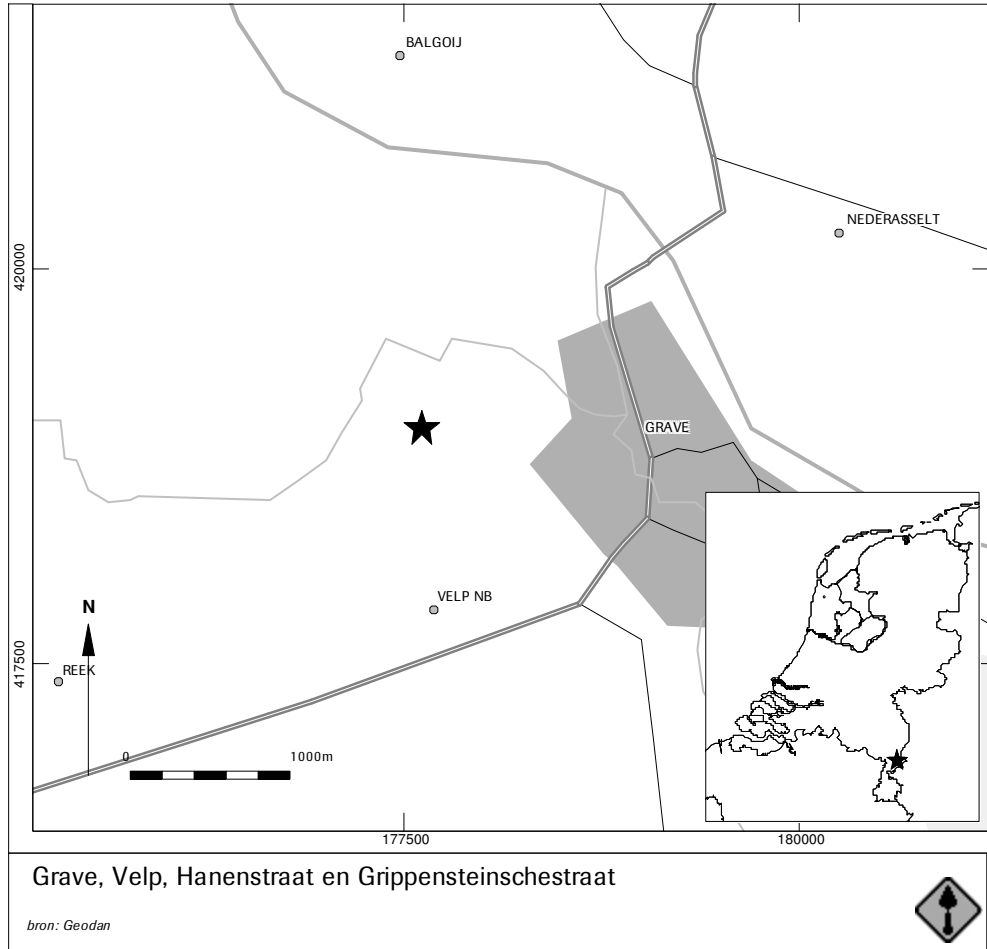 BALGOIJ
NEDERASSELT
420000
GRAVE
VELP NB
N
REEK
417500
0 1000m
177500 180000
Grave, Velp, Hanenstraat en Grippensteinschestraat
bron: Geodan